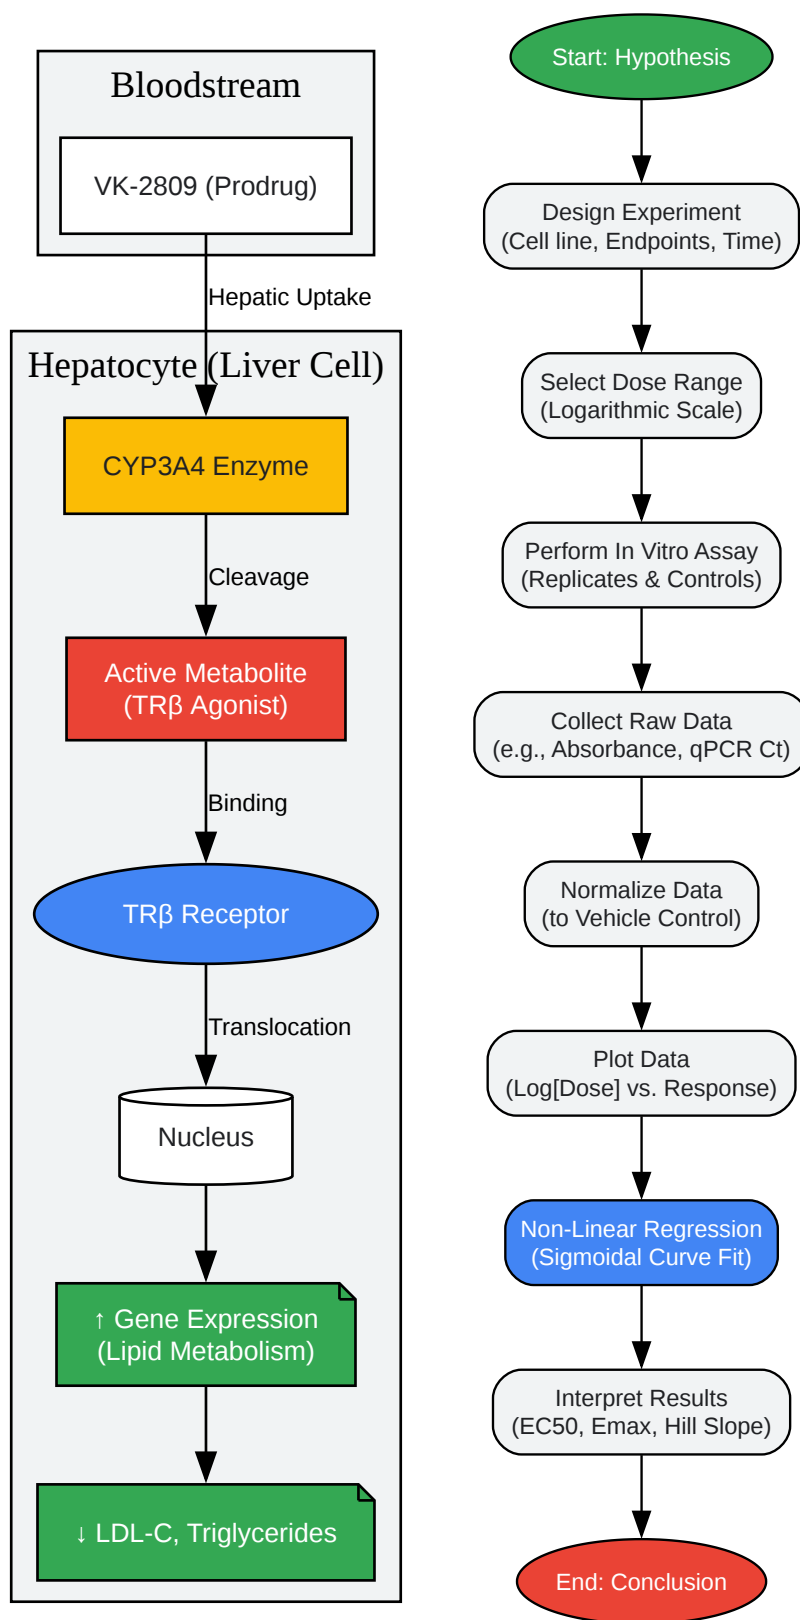 Bloodstream
VK-2809 (Prodrug)
Hepatic Uptake
Hepatocyte (Liver Cell)
CYP3A4 Enzyme
Cleavage
Active Metabolite
(TRβ Agonist)
Binding
TRβ Receptor
Translocation
Nucleus
↑ Gene Expression
(Lipid Metabolism)
↓ LDL-C, Triglycerides
Start: Hypothesis
Design Experiment
(Cell line, Endpoints, Time)
Select Dose Range
(Logarithmic Scale)
Perform In Vitro Assay
(Replicates & Controls)
Collect Raw Data
(e.g., Absorbance, qPCR Ct)
Normalize Data
(to Vehicle Control)
Plot Data
(Log[Dose] vs. Response)
Non-Linear Regression
(Sigmoidal Curve Fit)
Interpret Results
(EC50, Emax, Hill Slope)
End: Conclusion